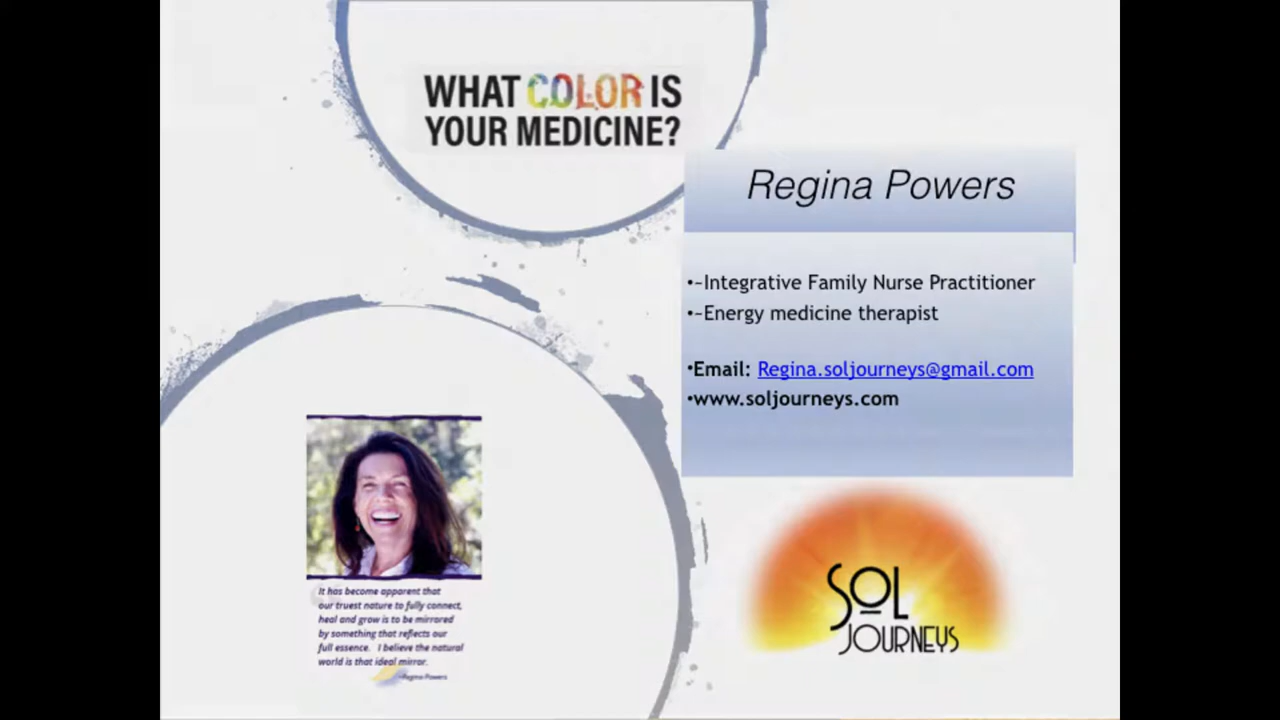 WHAT COLOR IS
YOUR MEDICINE?
Regina Powers
•~Integrative Family Nurse Practitioner
•~Energy medicine therapist
•Email: Regina.soljourneys@gmail.com
•www.soljourneys.com
It has become apparent that
our truest nature to fully connect,
heal and grow is to be mirrored
by something that reflects our
full essence. I believe the natural
world is that ideal mirror.
~Regina Powers
SOL
JOURNEYS